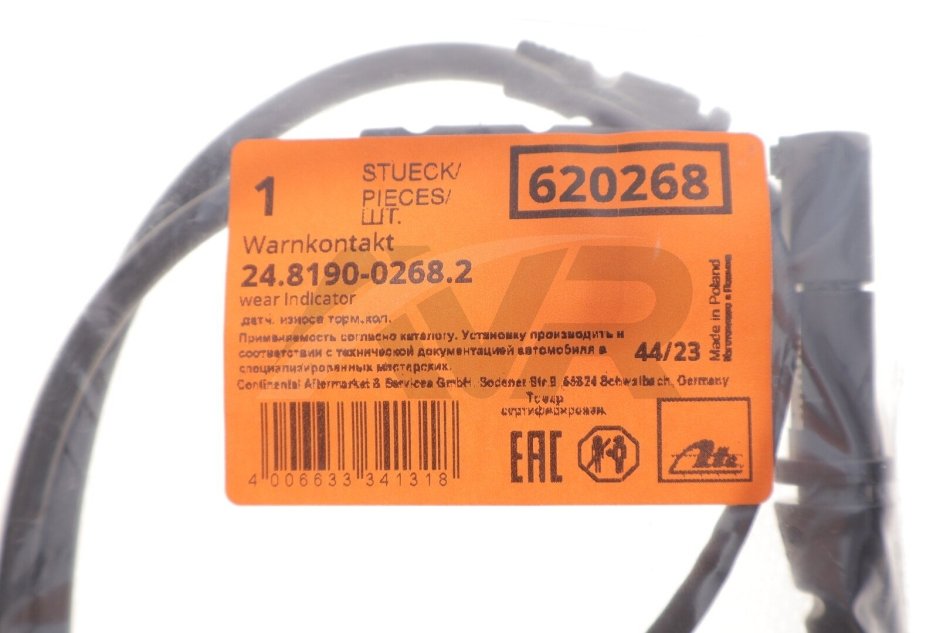 1
STUECK/
PIECES/
ШТ.
620268
Warnkontakt
24.8190-0268.2
wear Indicator
датч. износа торм.кол.
Применяемость согласно каталогу. Установку производить в
соответствии с технической документацией автомобиля в
специализированных мастерских.
Continental Aftermarket & Services GmbH, Sodener Str.9, 65824 Schwalbach, Germany
44/23
Made in Poland
Изготовлено в Польше
Товар
сертифицирован
4 006633 341318
EAC
Ate
VR